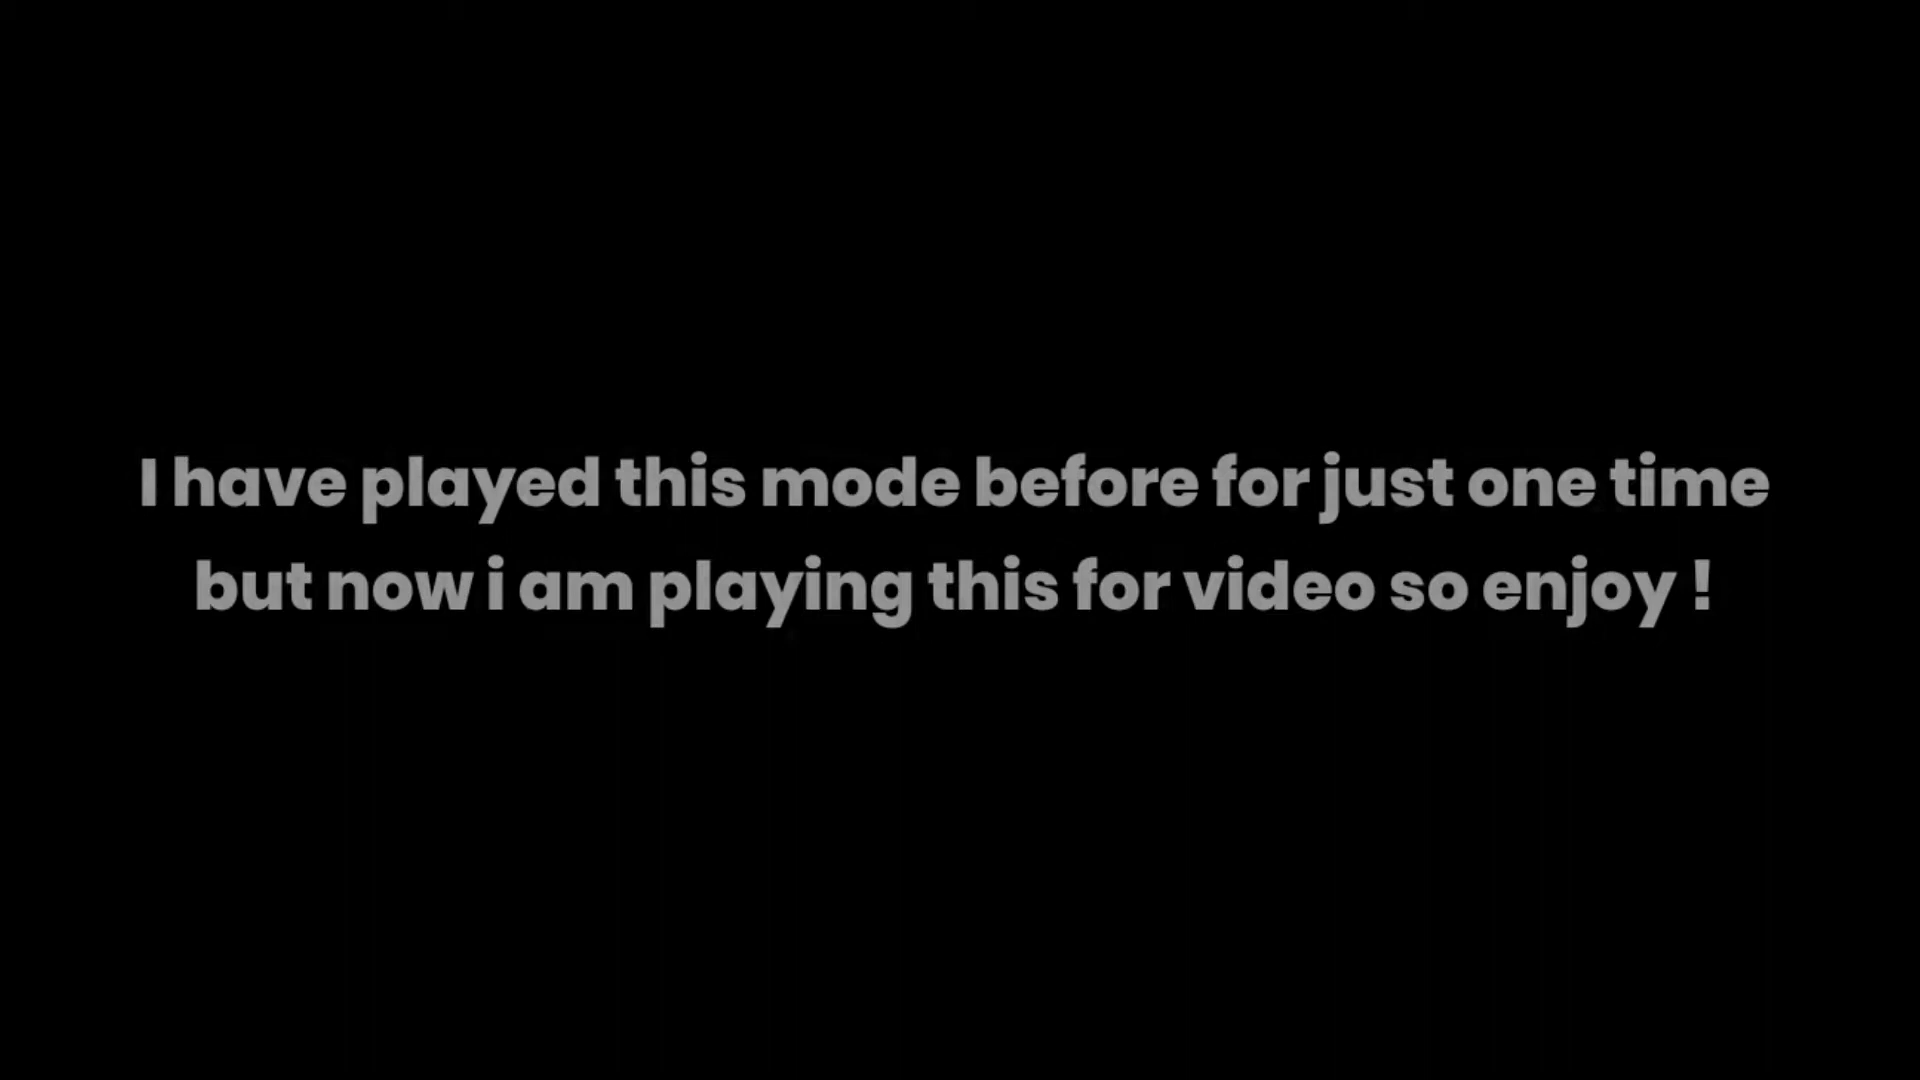 I have played this mode before for just one time
but now i am playing this for video so enjoy !